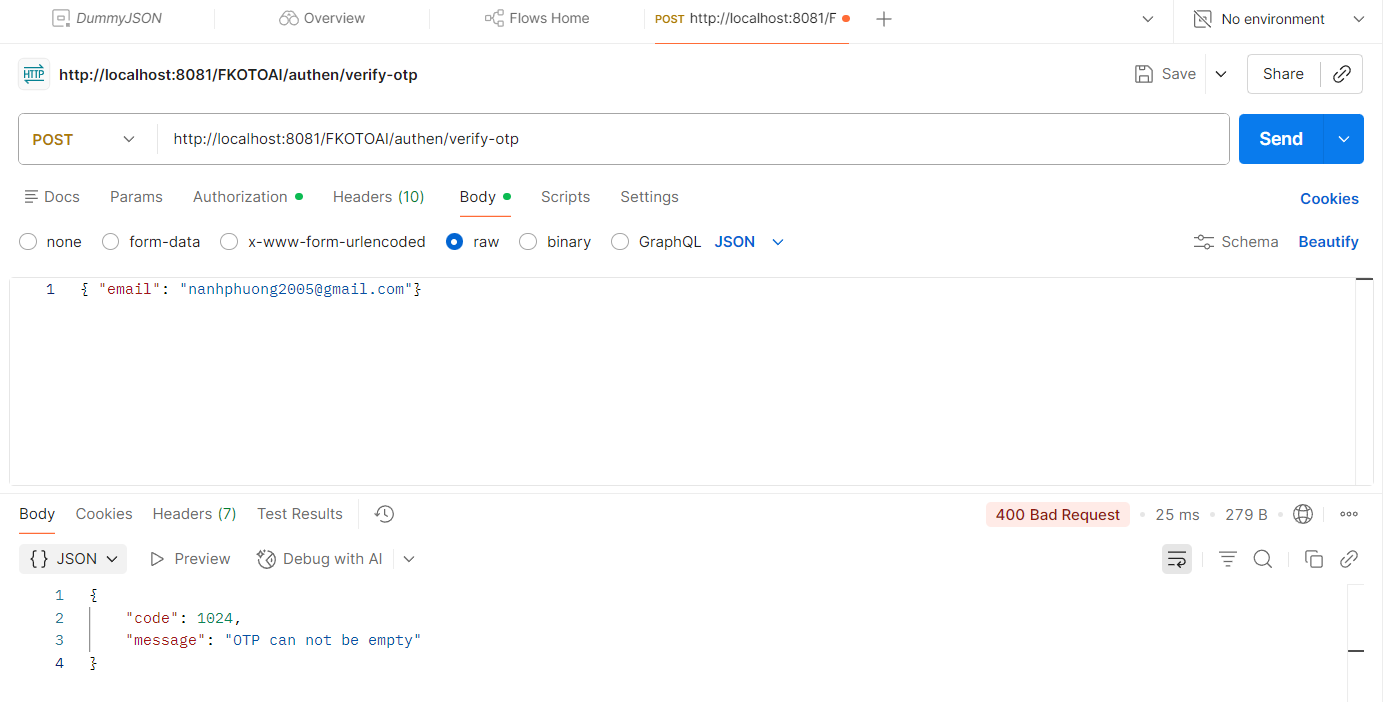 DummyJSON Overview Flows Home POST http://localhost:8081/F No environment
HTTP http://localhost:8081/FKOTOAI/authen/verify-otp Save Share
POST http://localhost:8081/FKOTOAI/authen/verify-otp Send
Docs Params Authorization Headers (10) Body Scripts Settings Cookies
none form-data x-www-form-urlencoded raw binary GraphQL JSON Schema Beautify
1 { "email": "nanhphuong2005@gmail.com"}
Body Cookies Headers (7) Test Results 400 Bad Request 25 ms 279 B
{} JSON Preview Debug with AI
1 {
2 "code": 1024,
3 "message": "OTP can not be empty"
4 }